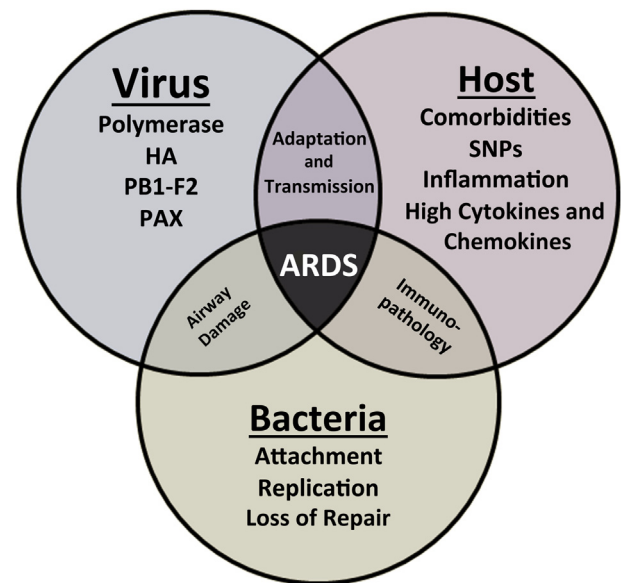 Virus
Polymerase
HA
PB1-F2
PAX
Host
Comorbidities
SNPs
Inflammation
High Cytokines and
Chemokines
Adaptation
and
Transmission
ARDS
Airway
Damage
Immuno-
pathology
Bacteria
Attachment
Replication
Loss of Repair